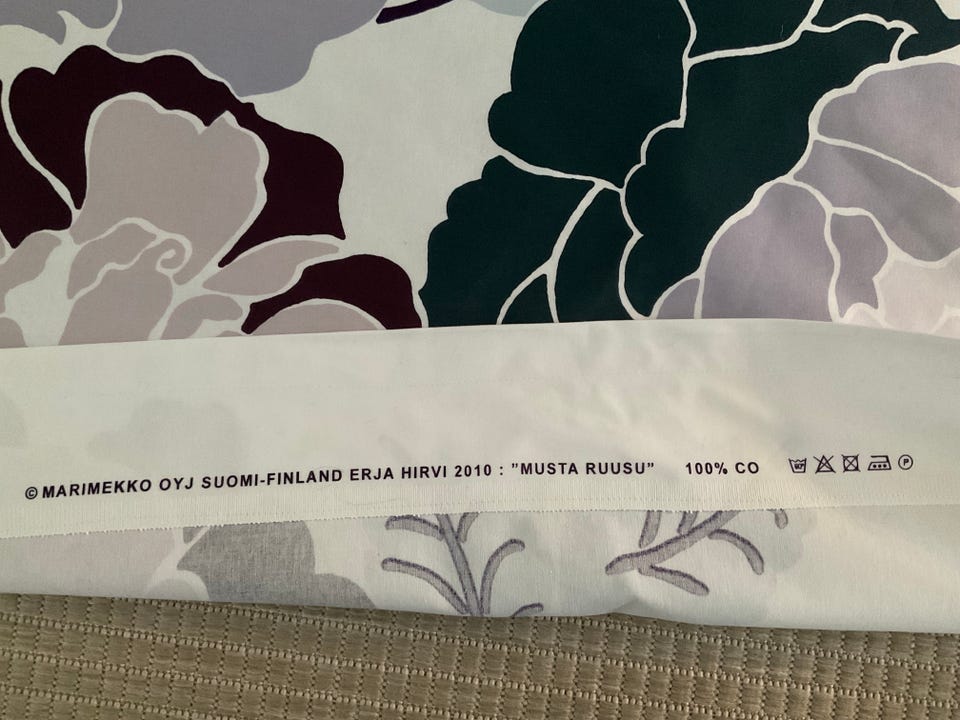 © MARIMEKKO OYJ SUOMI-FINLAND ERJA HIRVI 2010 : ”MUSTA RUUSU” 100% CO